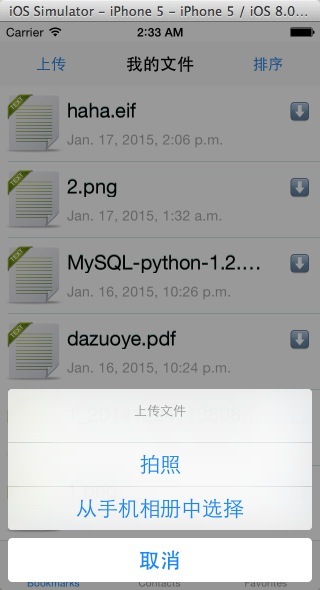 iOS Simulator – iPhone 5 – iPhone 5 / iOS 8.0...
Carrier 2:33 AM
上传 我的文件 排序
TEXT haha.eif
Jan. 17, 2015, 2:06 p.m.
TEXT 2.png
Jan. 17, 2015, 1:32 a.m.
TEXT MySQL-python-1.2....
Jan. 16, 2015, 10:26 p.m.
TEXT dazuoye.pdf
Jan. 16, 2015, 10:24 p.m.
上传文件
拍照
从手机相册中选择
取消
Bookmarks Contacts Favorites